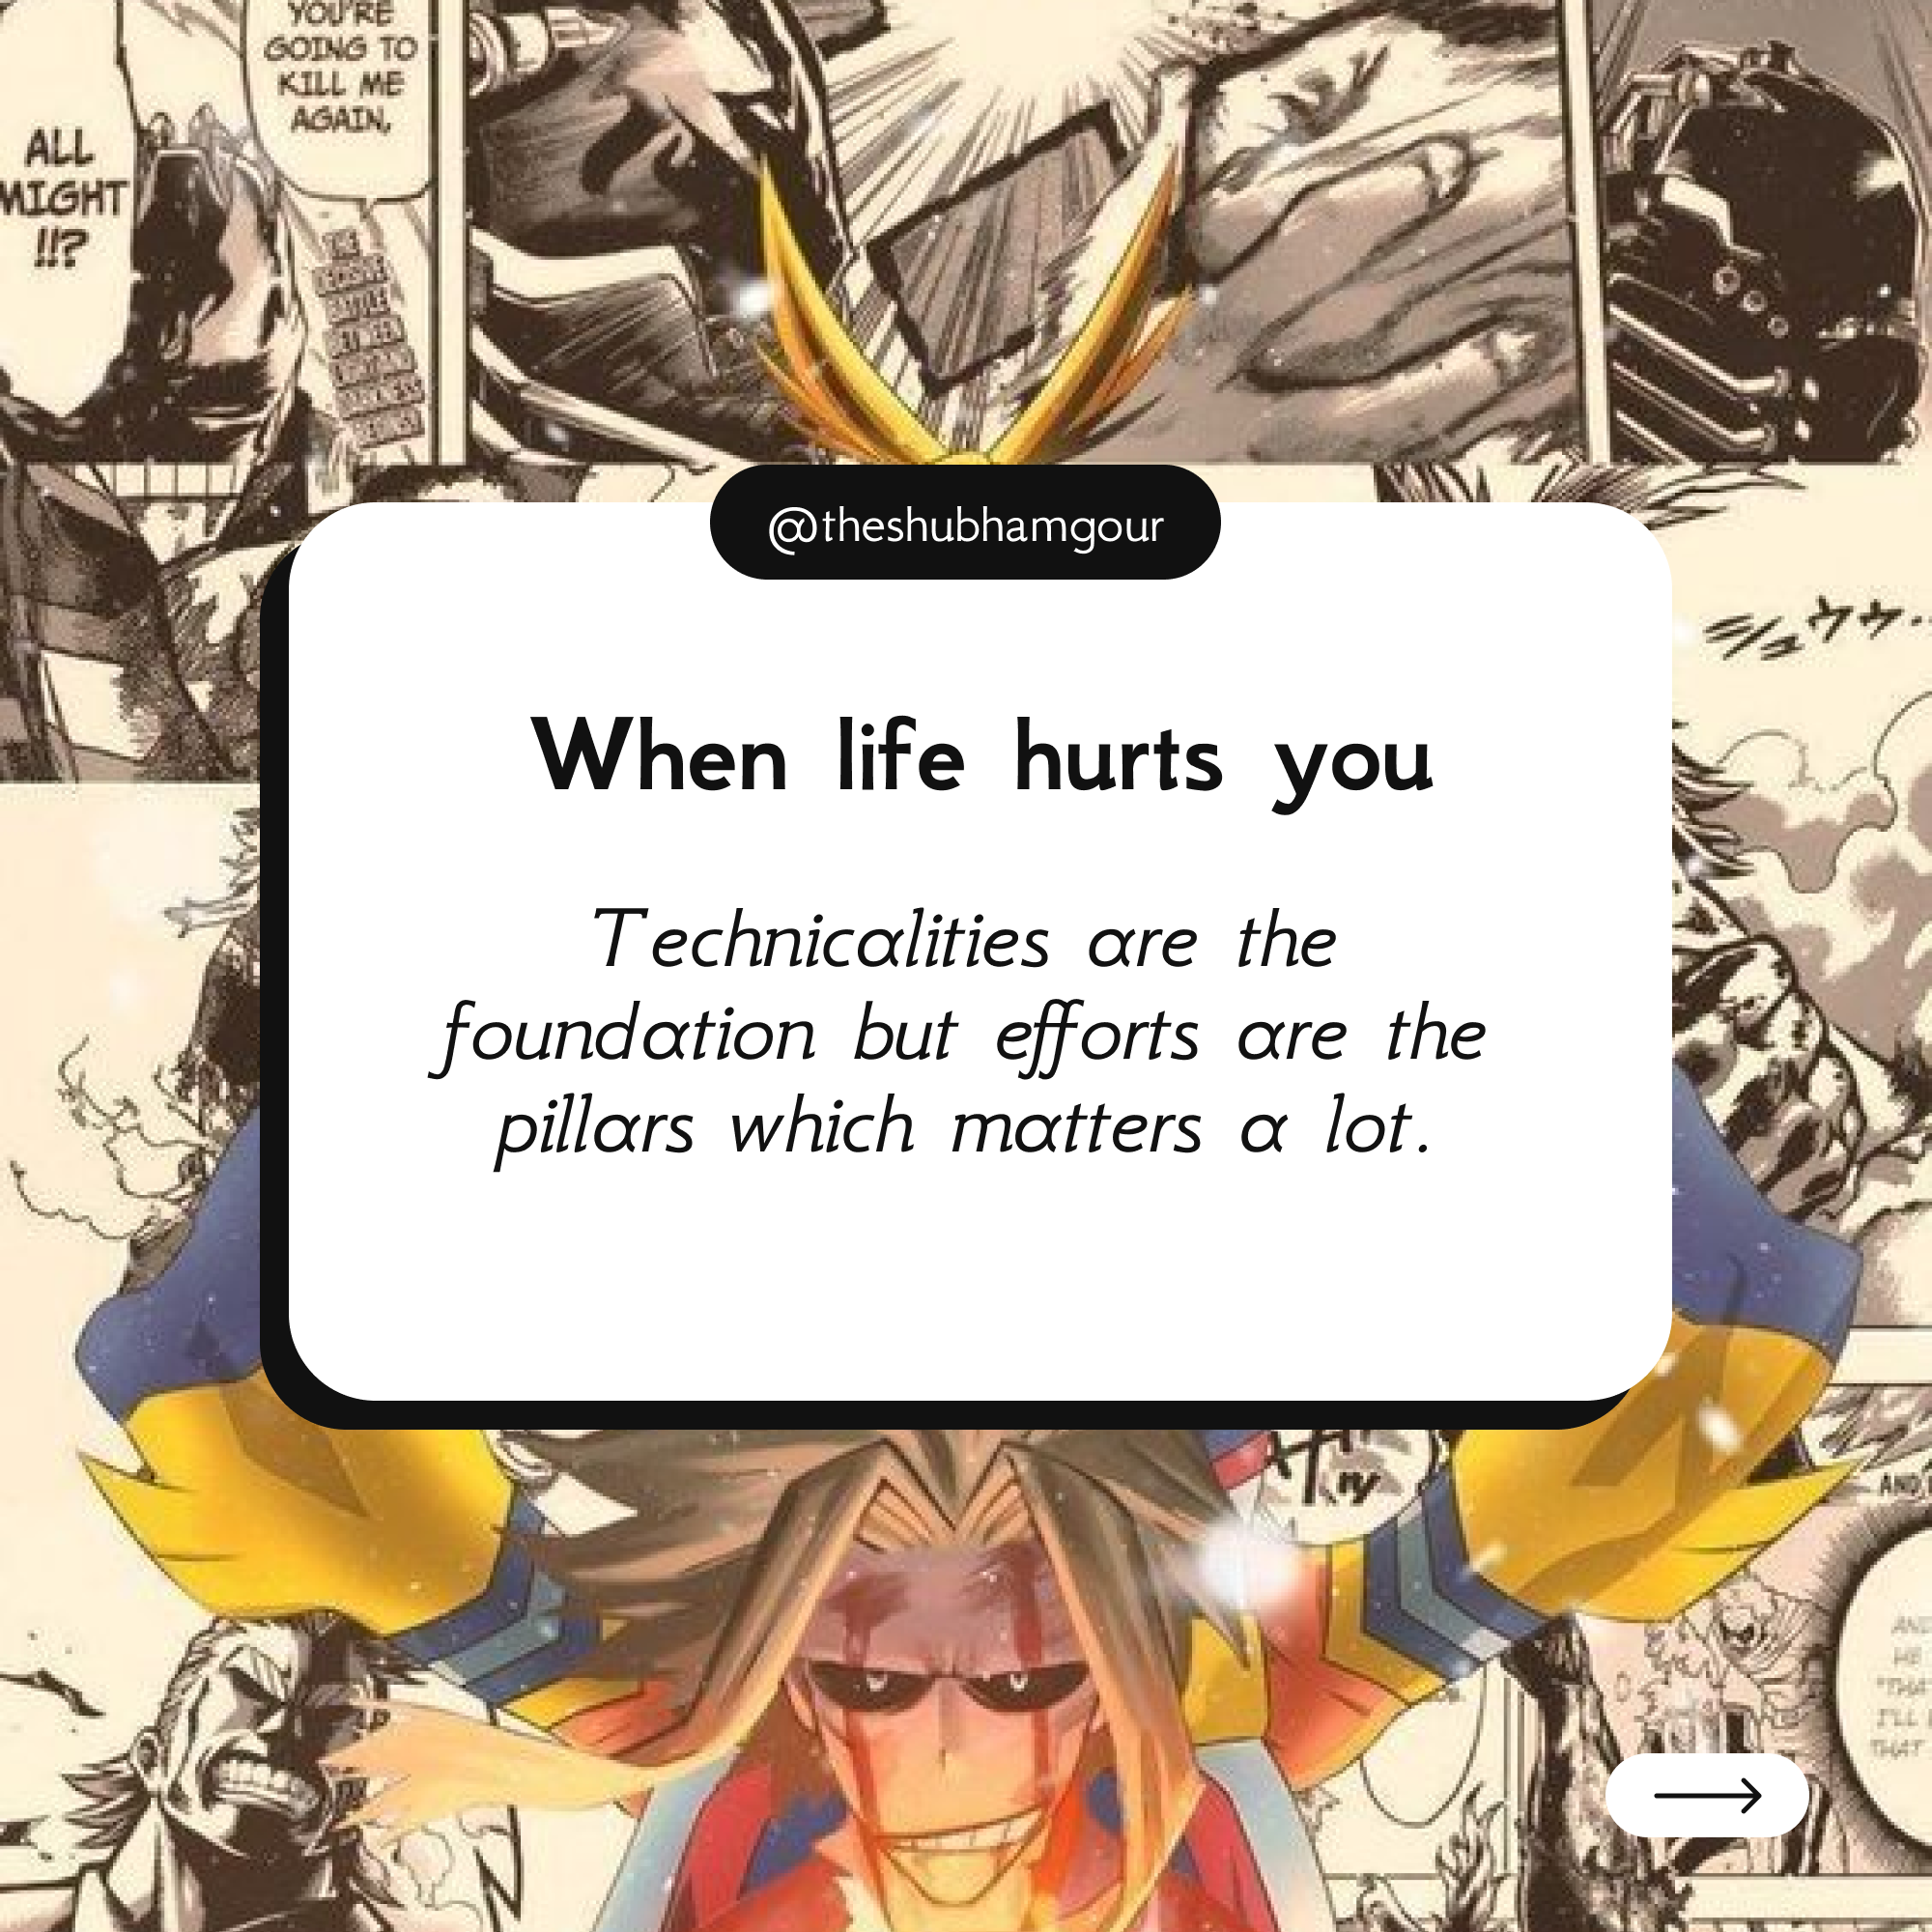 YOU'RE
GOING TO
KILL ME
AGAIN,
ALL
MIGHT
!!?
@theshubhamgour
When life hurts you
Technicalities are the
foundation but efforts are the
pillars which matters a lot.